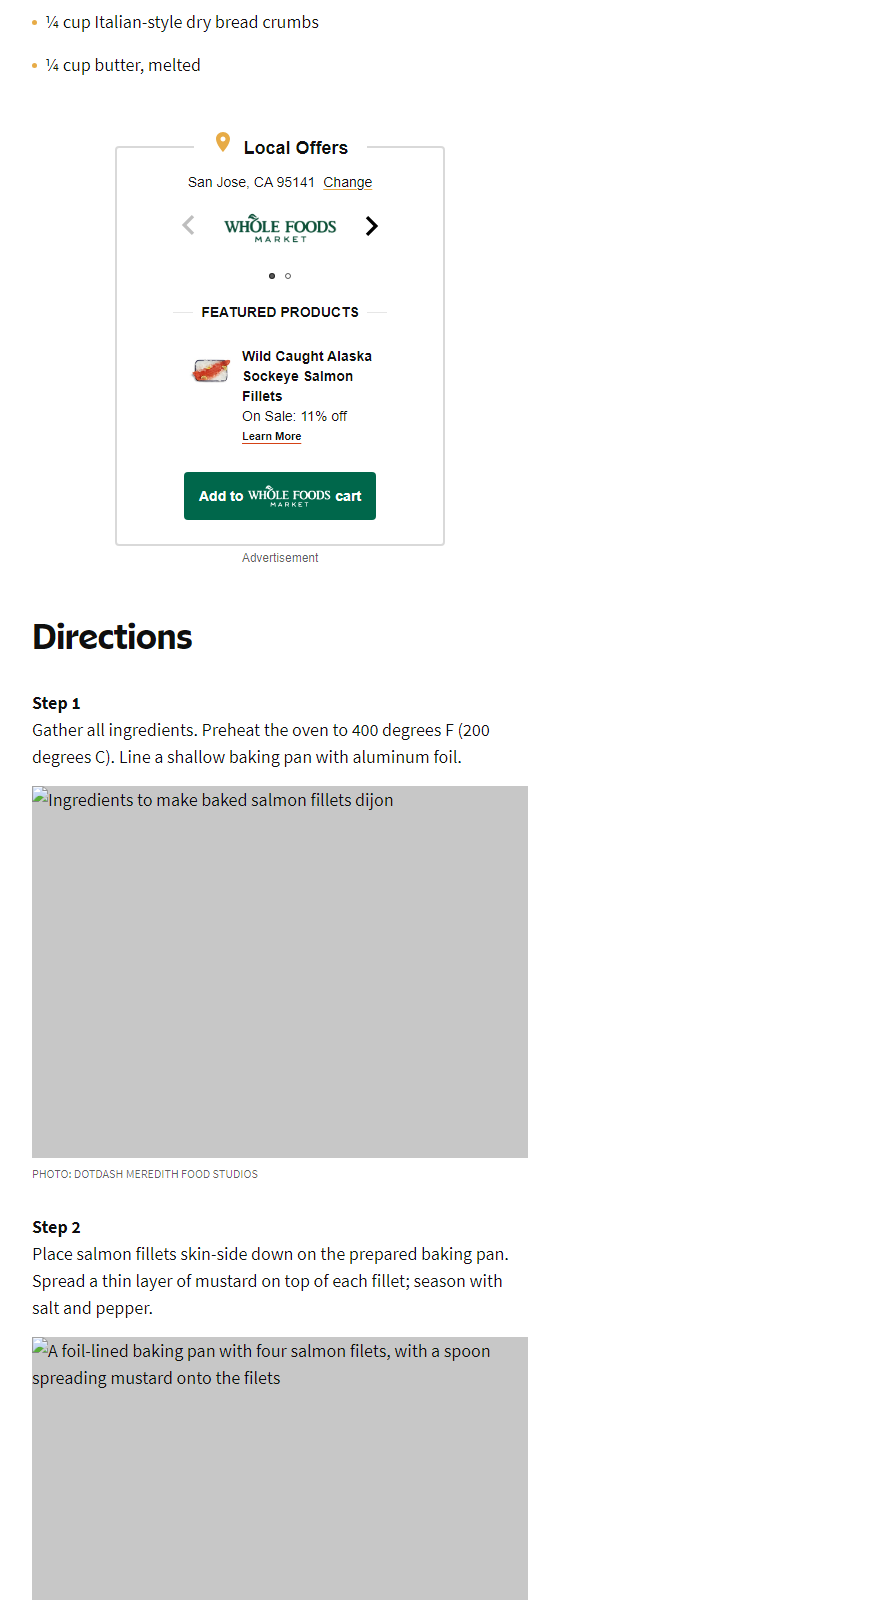 ¼ cup Italian-style dry bread crumbs
¼ cup butter, melted
Local Offers
San Jose, CA 95141 Change
WHOLE FOODS
MARKET
FEATURED PRODUCTS
Wild Caught Alaska
Sockeye Salmon
Fillets
On Sale: 11% off
Learn More
Add to WHOLE FOODS MARKET cart
Advertisement
Directions
Step 1
Gather all ingredients. Preheat the oven to 400 degrees F (200
degrees C). Line a shallow baking pan with aluminum foil.
Ingredients to make baked salmon fillets dijon
PHOTO: DOTDASH MEREDITH FOOD STUDIOS
Step 2
Place salmon fillets skin-side down on the prepared baking pan.
Spread a thin layer of mustard on top of each fillet; season with
salt and pepper.
A foil-lined baking pan with four salmon filets, with a spoon
spreading mustard onto the filets